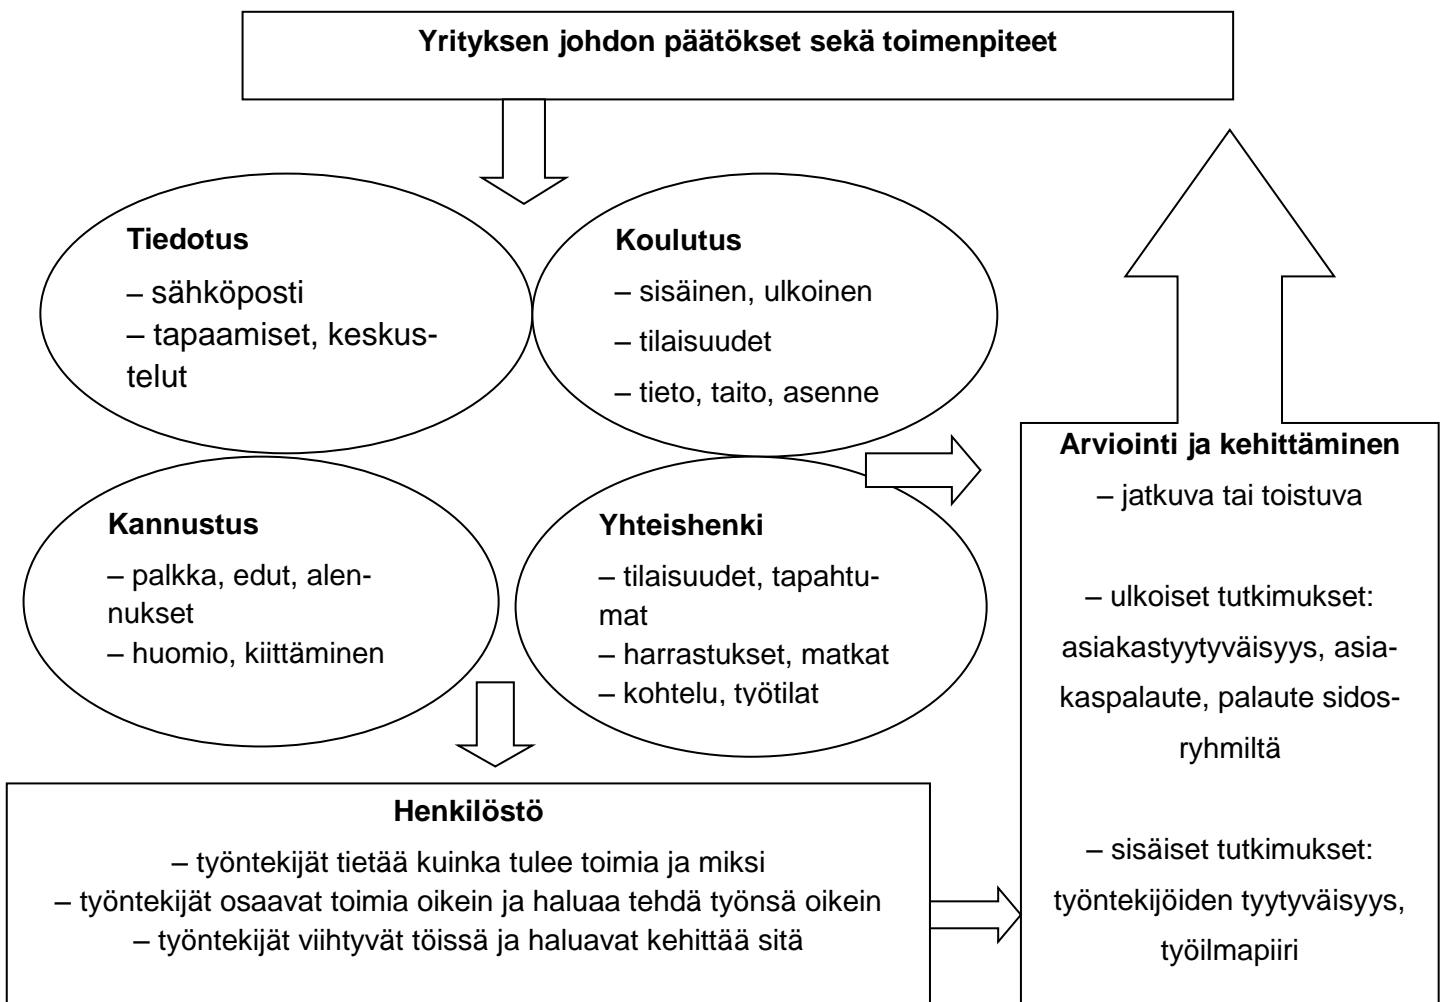 Yrityksen johdon päätökset sekä toimenpiteet
Tiedotus
– sähköposti
– tapaamiset, keskus-
telut
Koulutus
– sisäinen, ulkoinen
– tilaisuudet
– tieto, taito, asenne
Kannustus
– palkka, edut, alen-
nukset
– huomio, kiittäminen
Yhteishenki
– tilaisuudet, tapahtu-
mat
– harrastukset, matkat
– kohtelu, työtilat
Arviointi ja kehittäminen
– jatkuva tai toistuva
– ulkoiset tutkimukset:
asiakastyytyväisyys, asia-
kaspalaute, palaute sidos-
ryhmiltä
– sisäiset tutkimukset:
työntekijöiden tyytyväisyys,
työilmapiiri
Henkilöstö
– työntekijät tietää kuinka tulee toimia ja miksi
– työntekijät osaavat toimia oikein ja haluaa tehdä työnsä oikein
– työntekijät viihtyvät töissä ja haluavat kehittää sitä